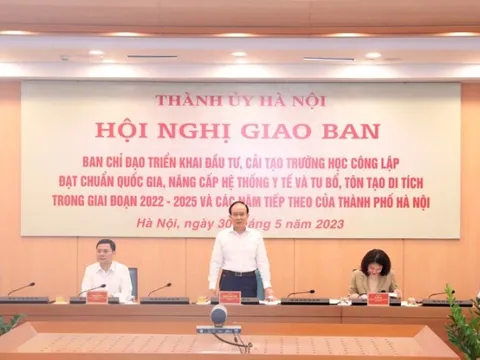 THÀNH ỦY HÀ NỘI
HỘI NGHỊ GIAO BAN
BAN CHỈ ĐẠO TRIỂN KHAI ĐẦU TƯ, CẢI TẠO TRƯỜNG HỌC CÔNG LẬP
ĐẠT CHUẨN QUỐC GIA, NÂNG CẤP HỆ THỐNG Y TẾ VÀ TU BỔ, TÔN TẠO DI TÍCH
TRONG GIAI ĐOẠN 2022 - 2025 VÀ CÁC NĂM TIẾP THEO CỦA THÀNH PHỐ HÀ NỘI
Hà Nội, ngày 30 tháng 5 năm 2023